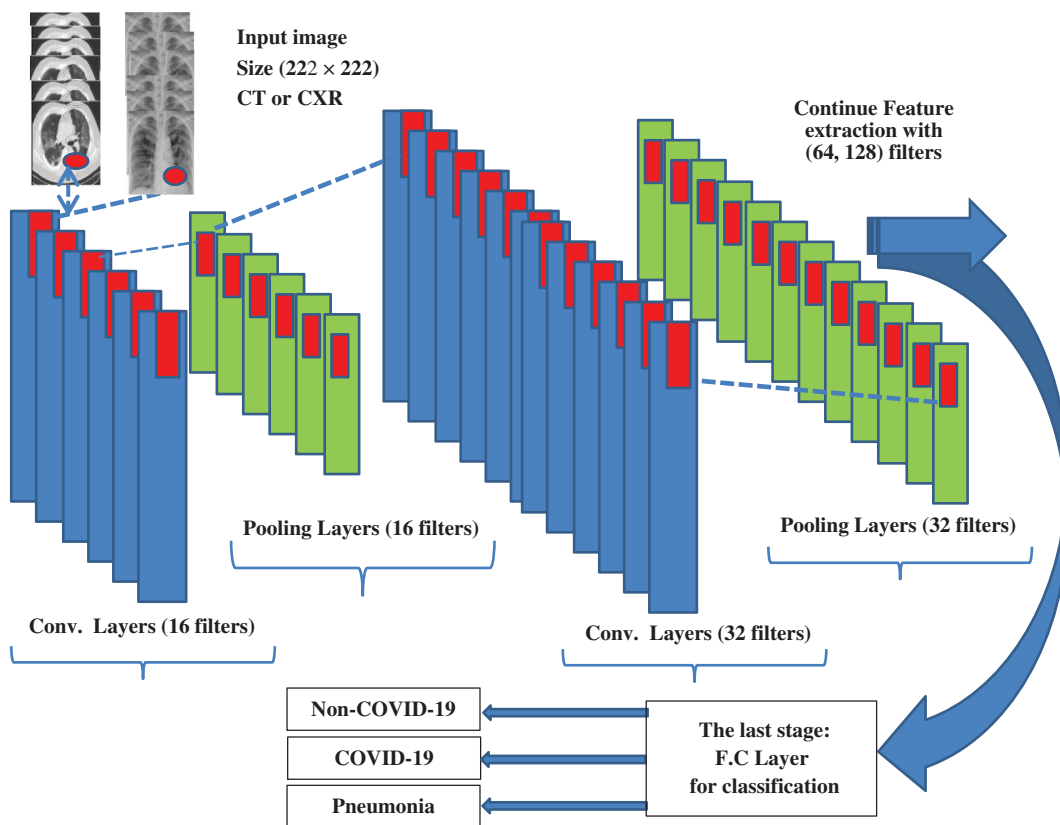 Input image
Size (222 × 222)
CT or CXR
Continue Feature
extraction with
(64, 128) filters
Pooling Layers (16 filters)
Pooling Layers (32 filters)
Conv. Layers (16 filters)
Conv. Layers (32 filters)
Non-COVID-19
COVID-19
Pneumonia
The last stage:
F.C Layer
for classification